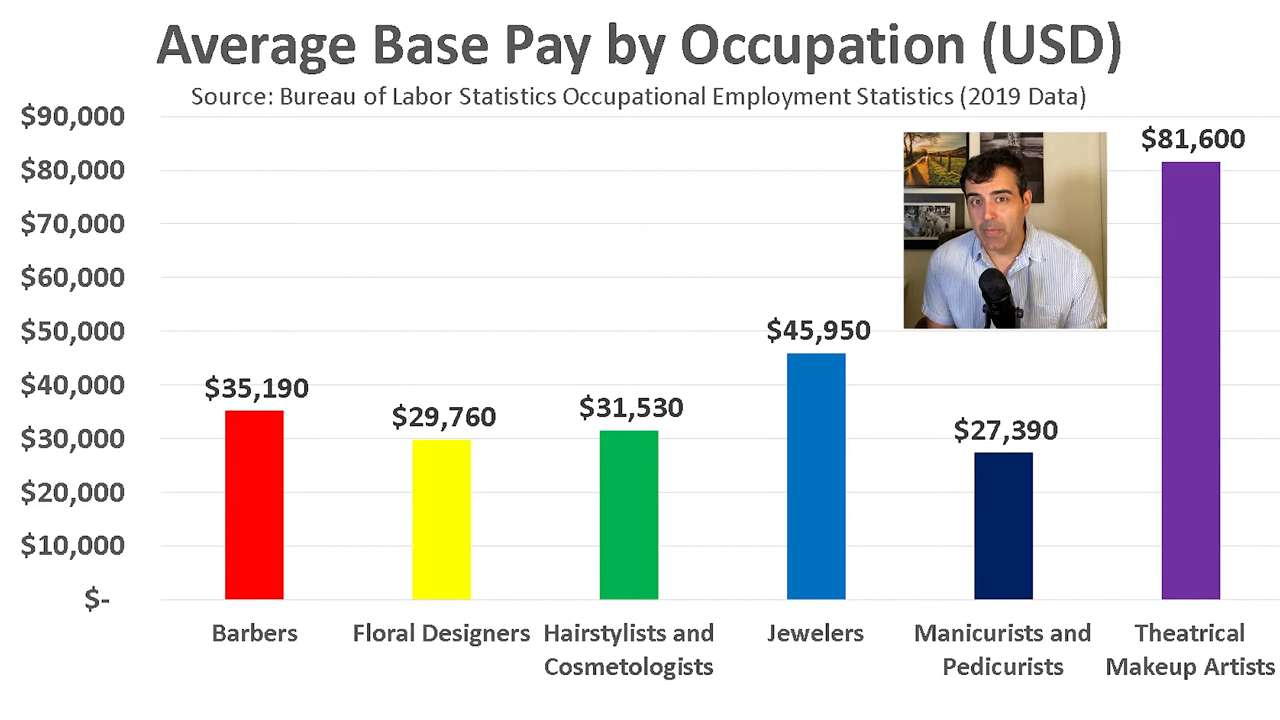 Average Base Pay by Occupation (USD)
Source: Bureau of Labor Statistics Occupational Employment Statistics (2019 Data)
$90,000
$80,000
$70,000
$60,000
$50,000
$40,000
$30,000
$20,000
$10,000
$-
$35,190
$29,760
$31,530
$45,950
$27,390
$81,600
Barbers
Floral Designers
Hairstylists and
Cosmetologists
Jewelers
Manicurists and
Pedicurists
Theatrical
Makeup Artists